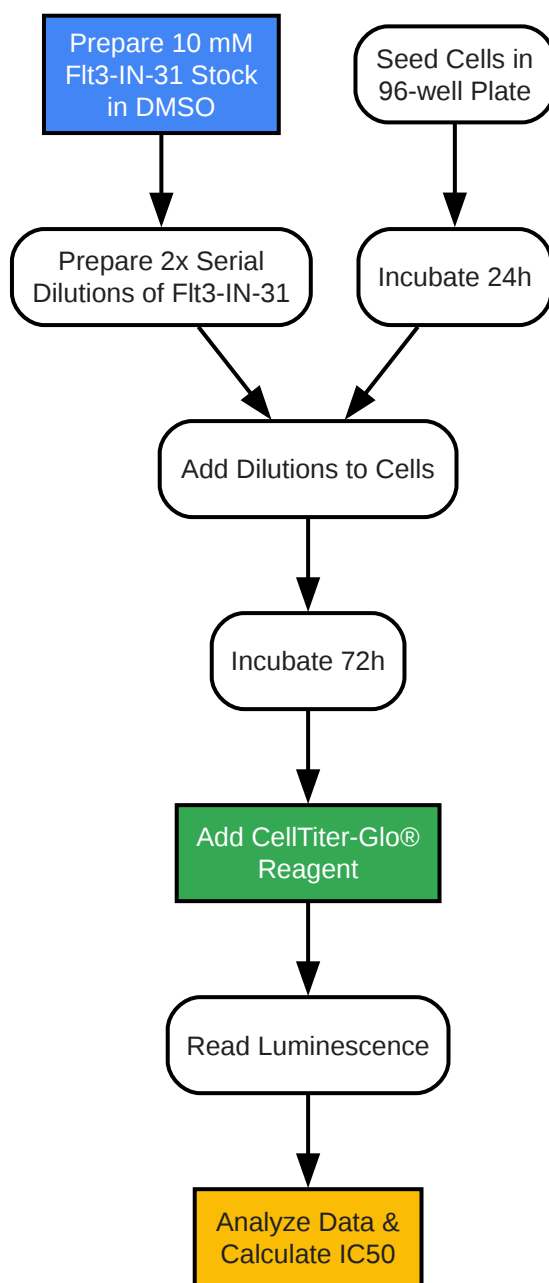 Prepare 10 mM
Flt3-IN-31 Stock
in DMSO
Seed Cells in
96-well Plate
Prepare 2x Serial
Dilutions of Flt3-IN-31
Incubate 24h
Add Dilutions to Cells
Incubate 72h
Add CellTiter-Glo®
Reagent
Read Luminescence
Analyze Data &
Calculate IC50